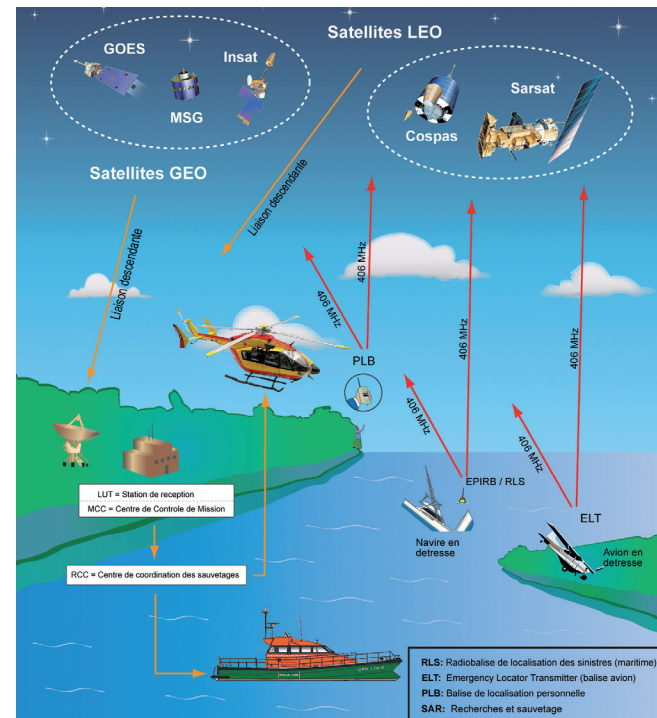 GOES
Insat
MSG
Satellites LEO
Cospas
Sarsat
Satellites GEO
Liaison descendante
Liaison descendante
406 MHz
406 MHz
406 MHz
406 MHz
406 MHz
406 MHz
PLB
EPIRB / RLS
Navire en
detresse
ELT
Avion en
detresse
LUT = Station de reception
MCC = Centre de Controle de Mission
RCC = Centre de coordination des sauvetages
RLS: Radiobalise de localisation des sinistres (maritime)
ELT: Emergency Locator Transmitter (balise avion)
PLB: Balise de localisation personnelle
SAR: Recherches et sauvetage